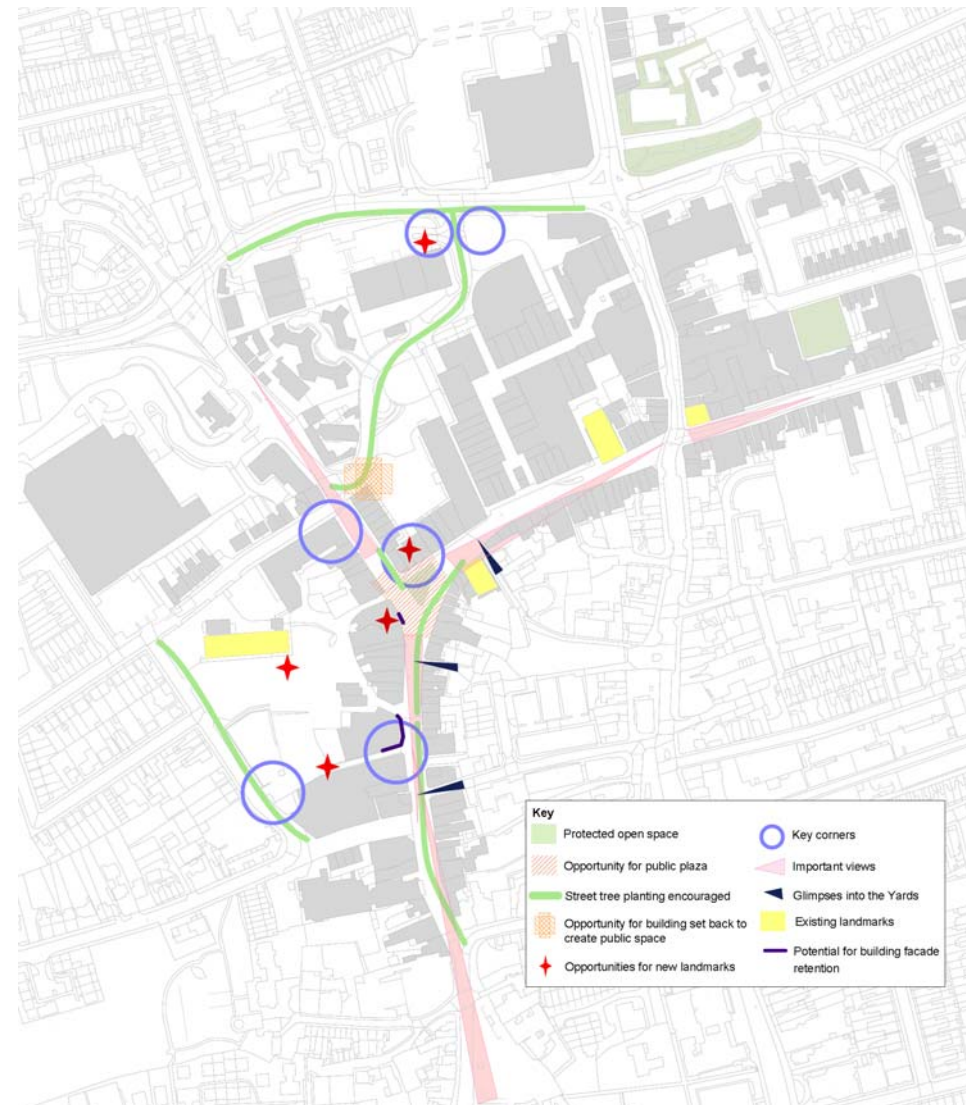 Key
Protected open space
Opportunity for public plaza
Street tree planting encouraged
Opportunity for building set back to
create public space
Opportunities for new landmarks
Key corners
Important views
Glimpses into the Yards
Existing landmarks
Potential for building facade
retention